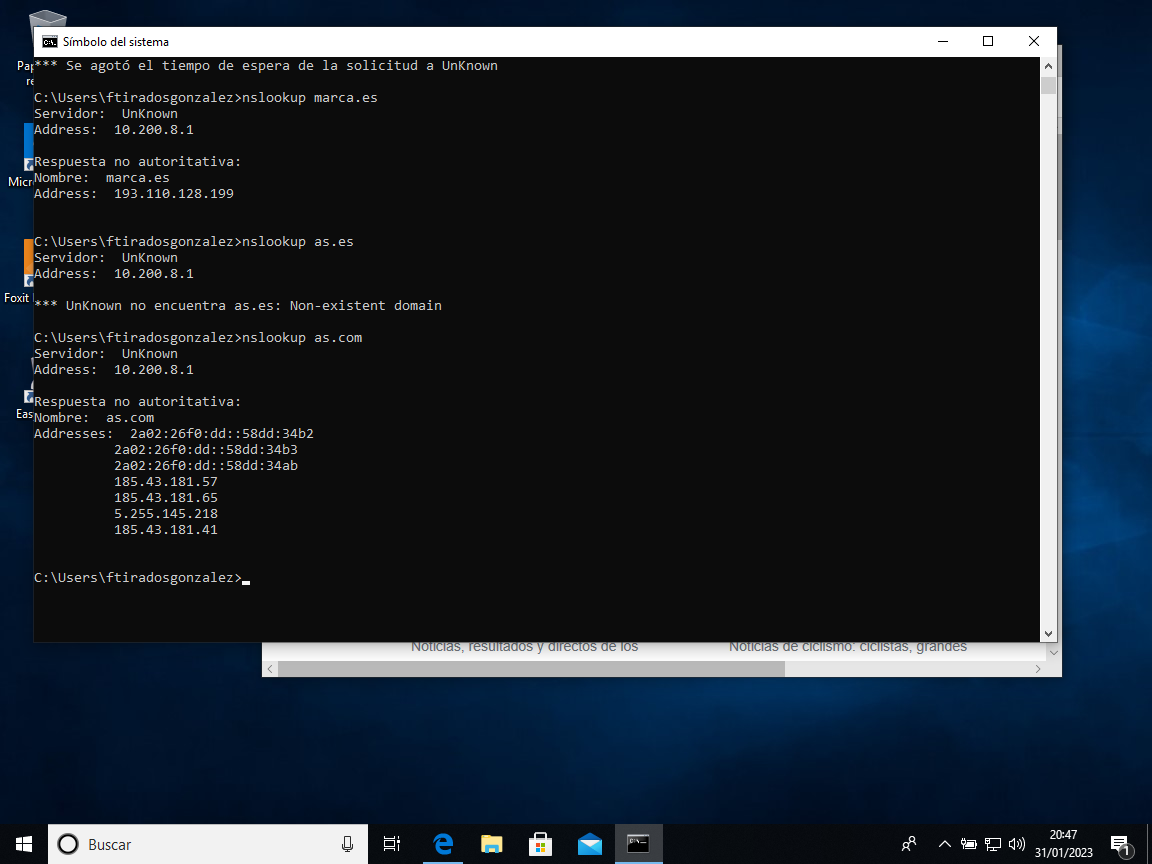 Símbolo del sistema
*** Se agotó el tiempo de espera de la solicitud a UnKnown
C:\Users\ftiradosgonzalez>nslookup marca.es
Servidor:  UnKnown
Address:  10.200.8.1
Respuesta no autoritativa:
Nombre:  marca.es
Address:  193.110.128.199
C:\Users\ftiradosgonzalez>nslookup as.es
Servidor:  UnKnown
Address:  10.200.8.1
*** UnKnown no encuentra as.es: Non-existent domain
C:\Users\ftiradosgonzalez>nslookup as.com
Servidor:  UnKnown
Address:  10.200.8.1
Respuesta no autoritativa:
Nombre:  as.com
Addresses:  2a02:26f0:dd::58dd:34b2
2a02:26f0:dd::58dd:34b3
2a02:26f0:dd::58dd:34ab
185.43.181.57
185.43.181.65
5.255.145.218
185.43.181.41
C:\Users\ftiradosgonzalez>
Pap
re
Micr
Foxit
Eas
Noticias, resultados y directos de los
Noticias de ciclismo: ciclistas, grandes
Buscar
20:47
31/01/2023
1